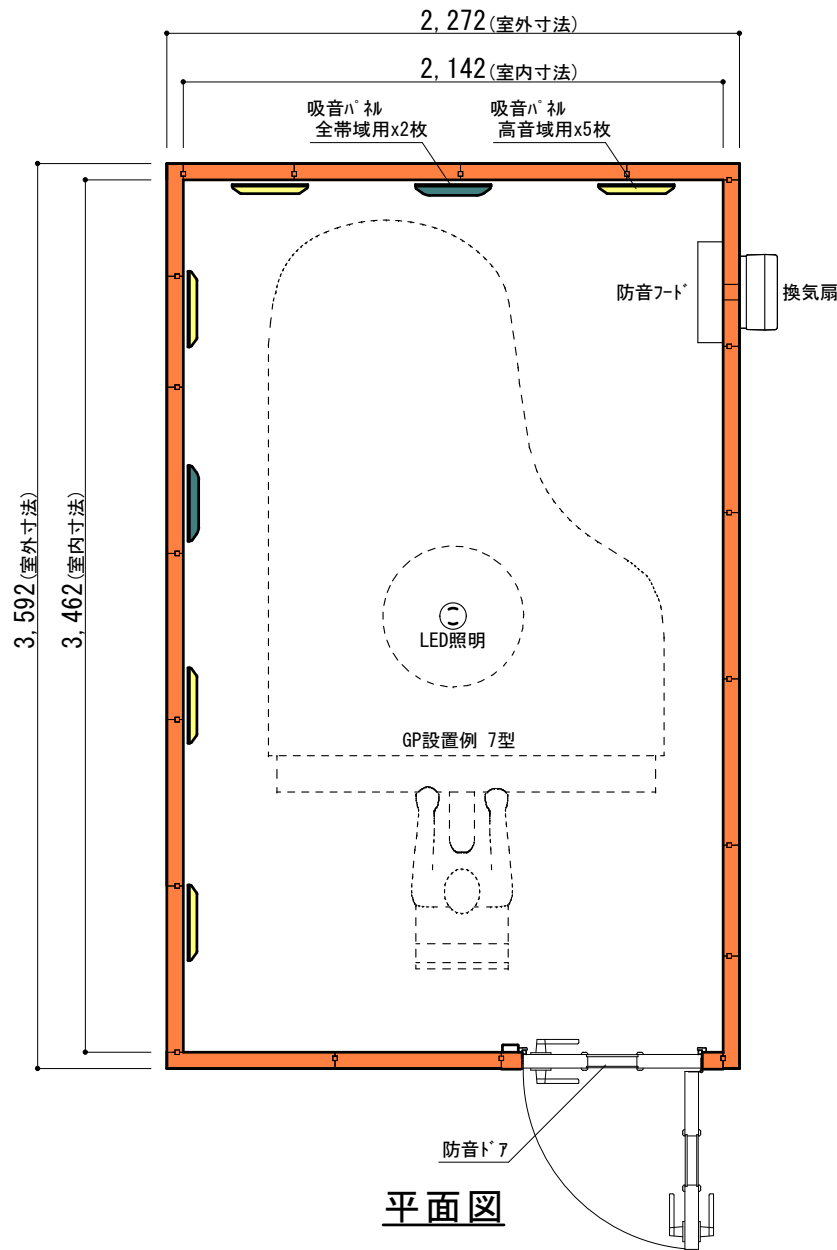 2,272(室外寸法)
2,142(室内寸法)
吸音ﾊﾟﾈﾙ
全帯域用x2枚
吸音ﾊﾟﾈﾙ
高音域用x5枚
防音ﾌｰﾄﾞ
換気扇
3,592(室外寸法)
3,462(室内寸法)
LED照明
GP設置例 7型
防音ﾄﾞｱ
平面図